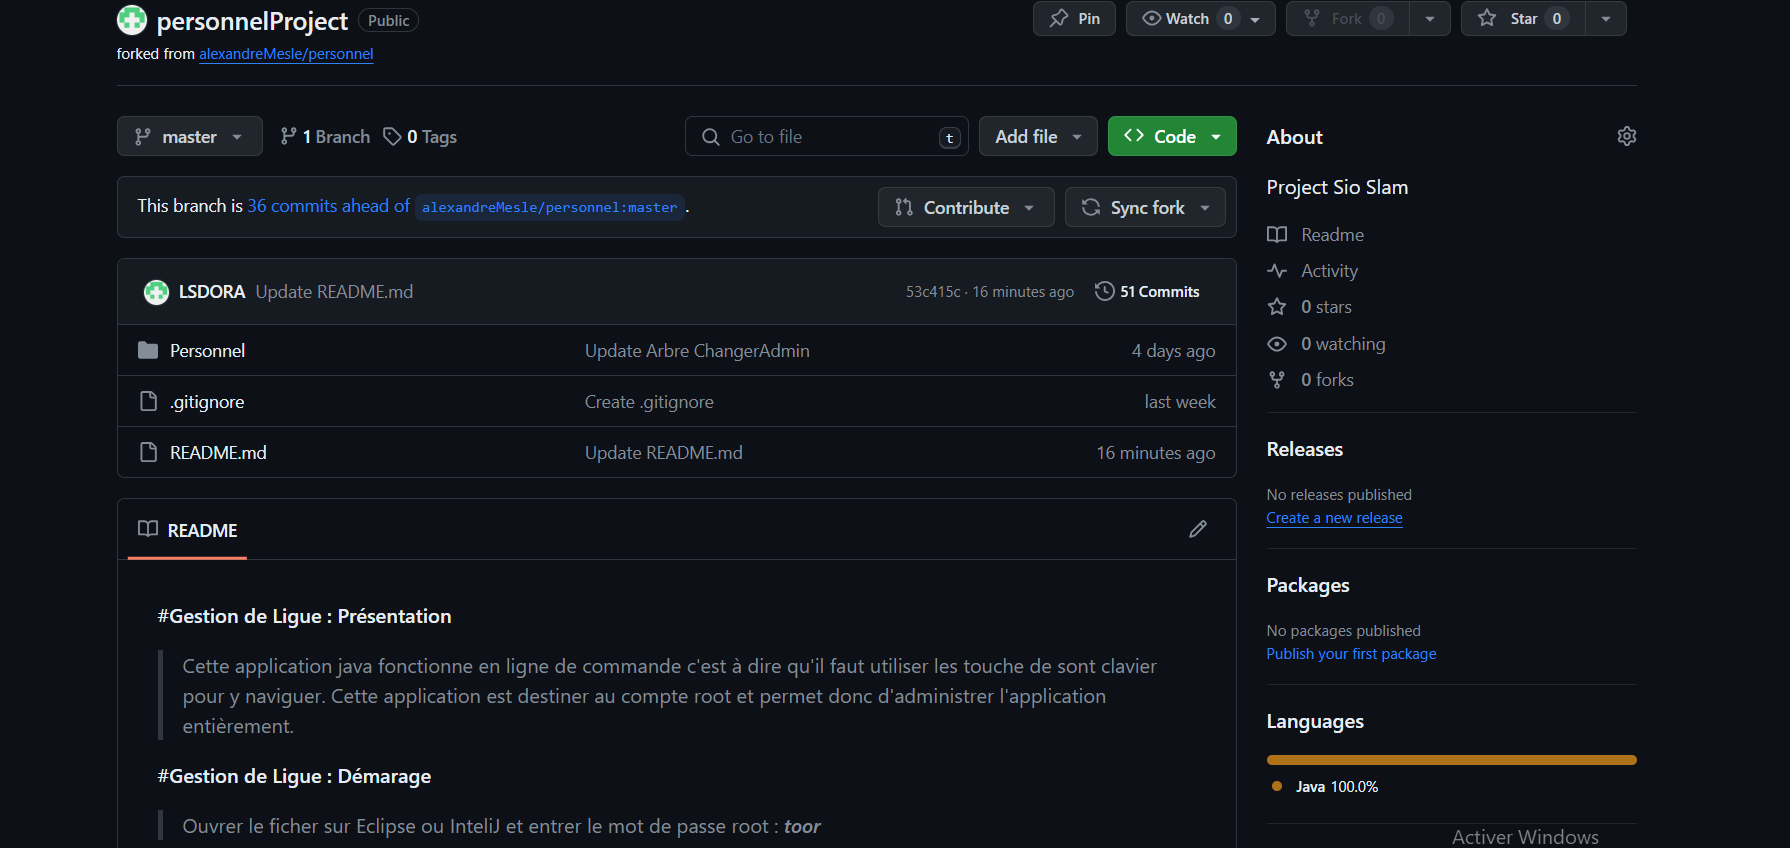 personnelProject Public Pin Watch 0 Fork 0 Star 0
forked from alexandreMesle/personnel
master 1 Branch 0 Tags Go to file t Add file Code
This branch is 36 commits ahead of alexandreMesle/personnel:master . Contribute Sync fork
LSDORA Update README.md 53c415c · 16 minutes ago 51 Commits
Personnel Update Arbre ChangerAdmin 4 days ago
.gitignore Create .gitignore last week
README.md Update README.md 16 minutes ago
README
#Gestion de Ligue : Présentation
Cette application java fonctionne en ligne de commande c'est à dire qu'il faut utiliser les touche de sont clavier
pour y naviguer. Cette application est destiner au compte root et permet donc d'administrer l'application
entièrement.
#Gestion de Ligue : Démarage
Ouvrer le ficher sur Eclipse ou InteliJ et entrer le mot de passe root : toor
About
Project Sio Slam
Readme
Activity
0 stars
0 watching
0 forks
Releases
No releases published
Create a new release
Packages
No packages published
Publish your first package
Languages
Java 100.0%
Activer Windows